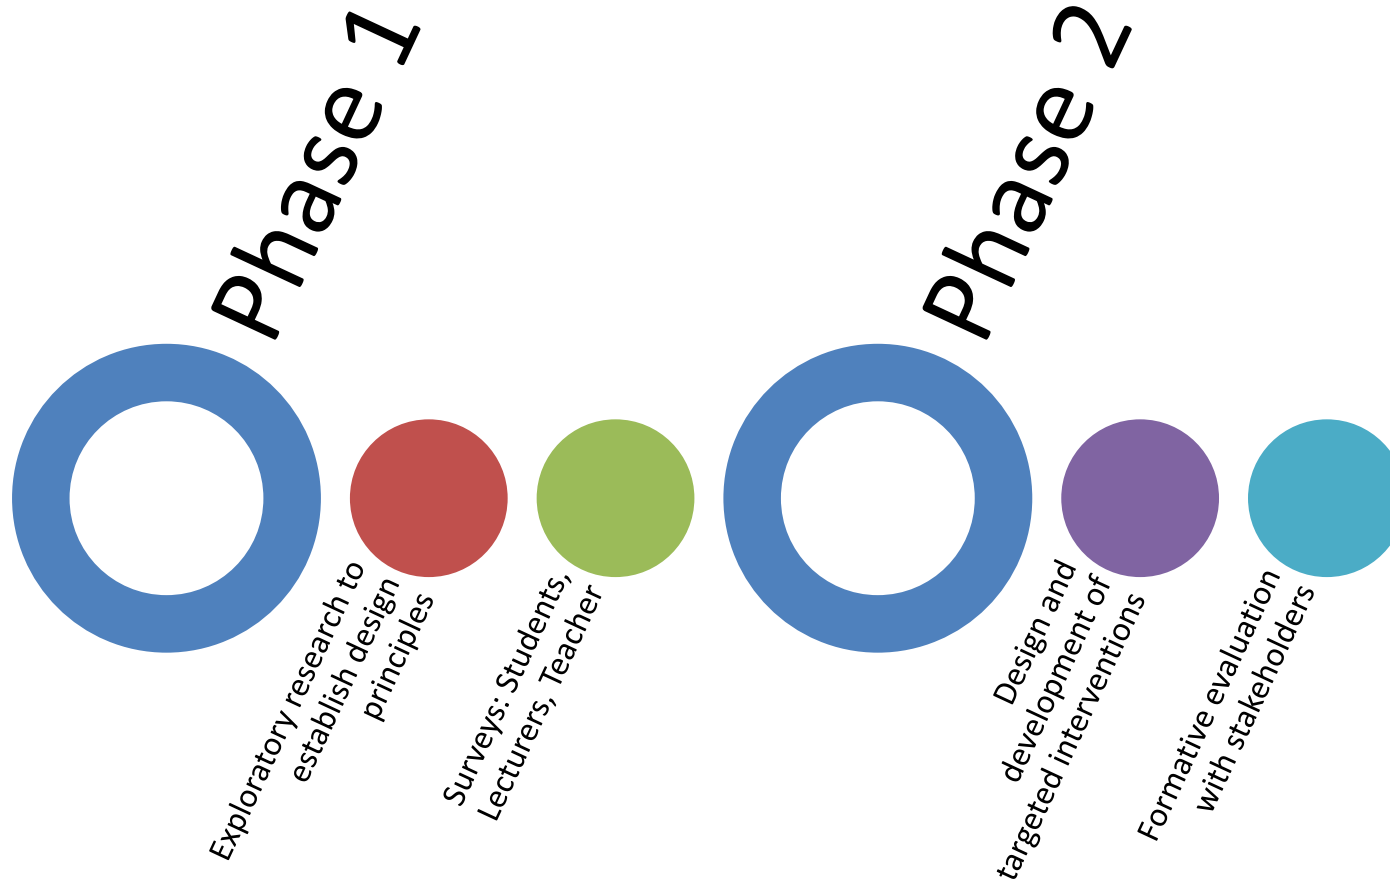 Phase 1
Exploratory research to
establish design
principles
Surveys: Students,
Lecturers, Teacher
Phase 2
Design and
development of
targeted interventions
Formative evaluation
with stakeholders